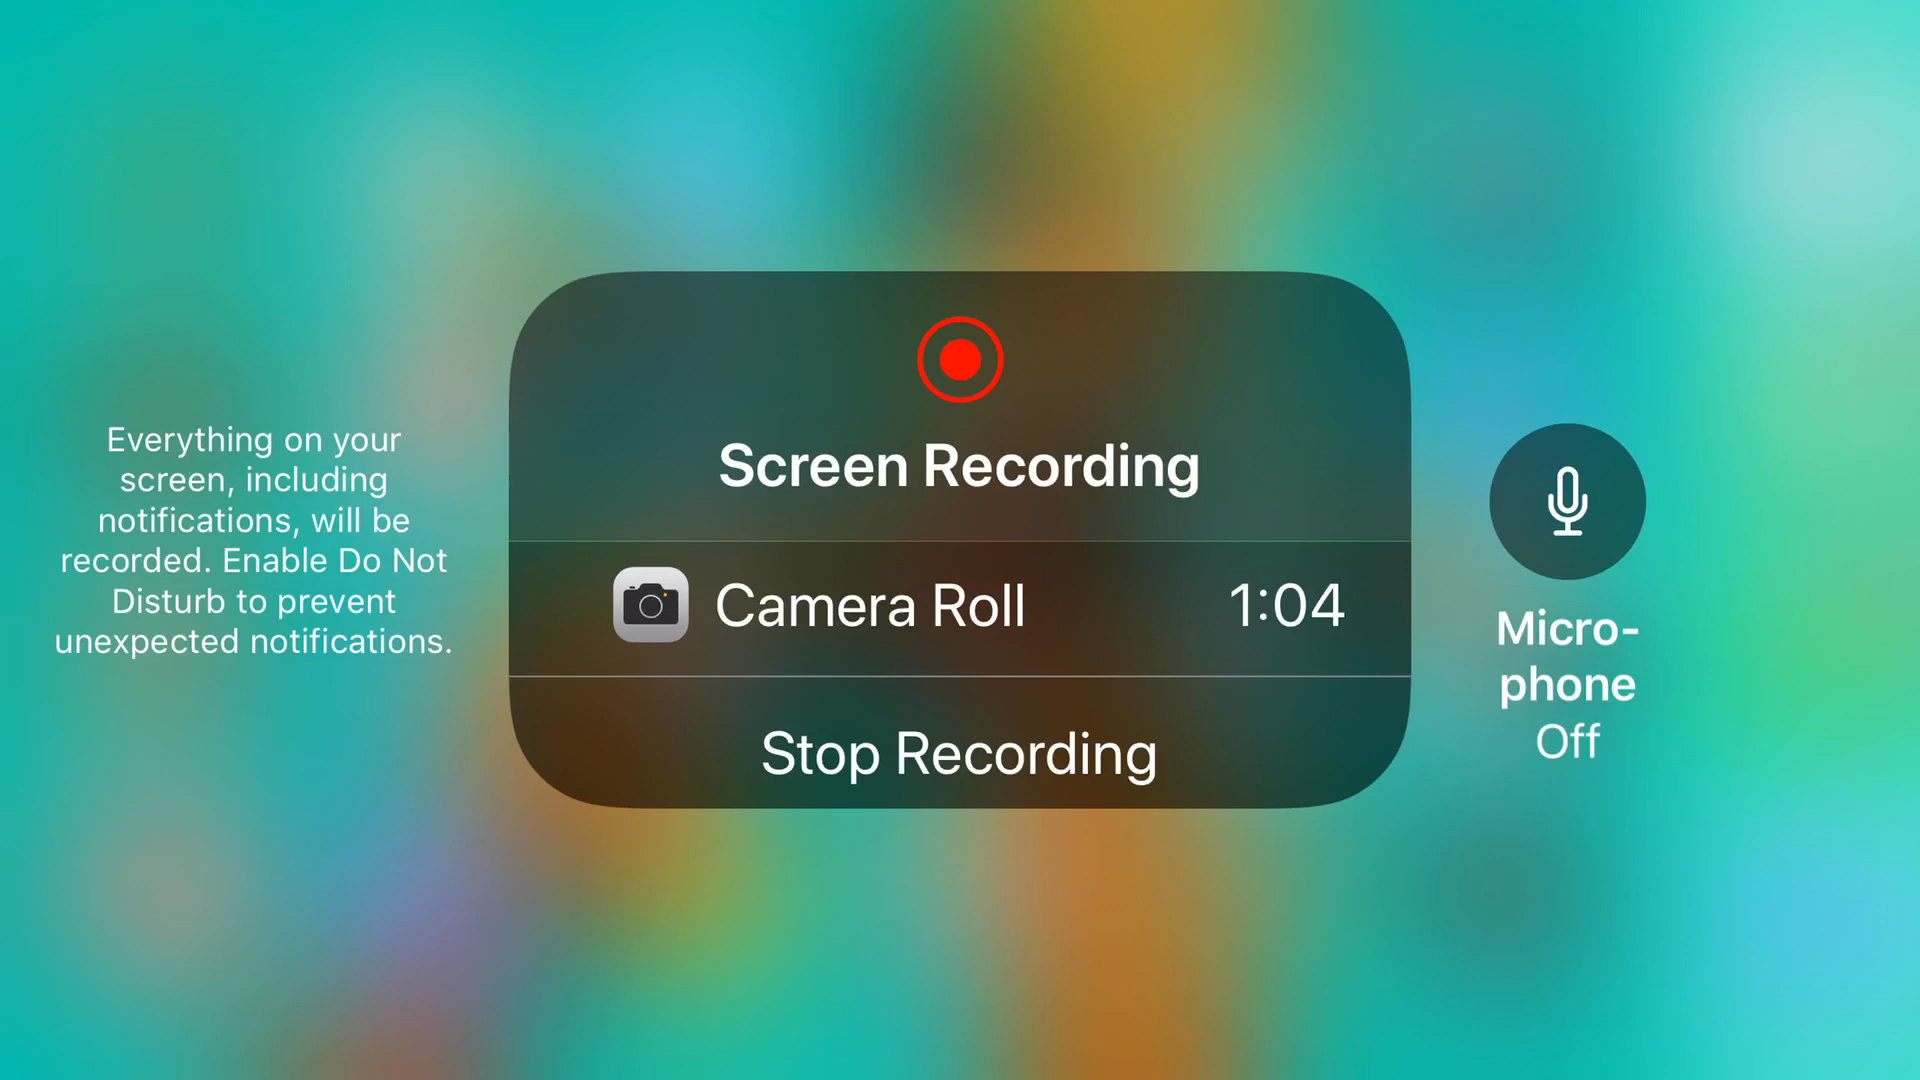 Everything on your
screen, including
notifications, will be
recorded. Enable Do Not
Disturb to prevent
unexpected notifications.
Screen Recording
Camera Roll 1:04
Stop Recording
Micro-
phone
Off